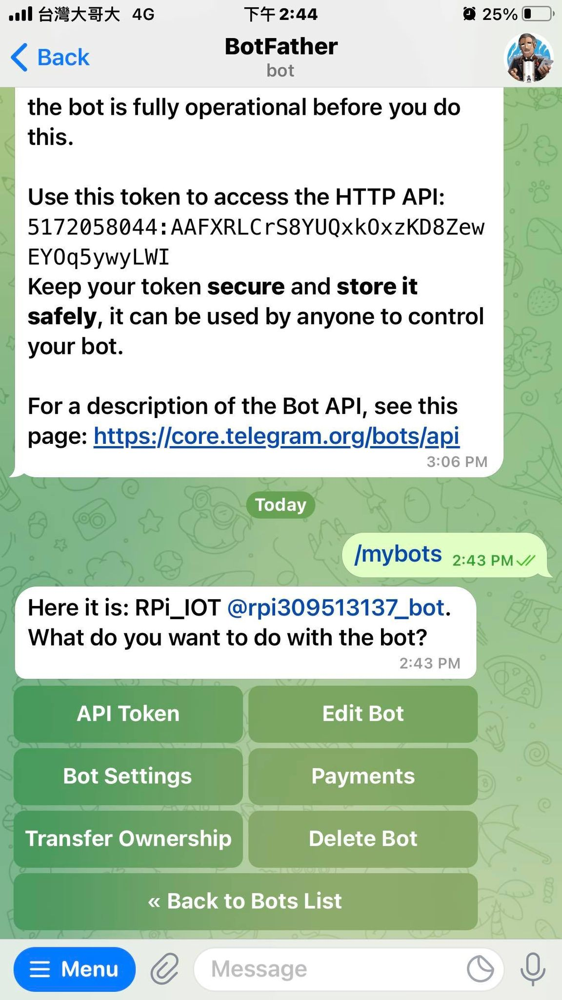 台灣大哥大 4G 下午 2:44 25%
Back BotFather
bot
the bot is fully operational before you do
this.
Use this token to access the HTTP API:
5172058044:AAFXRLCrS8YUQxkOxzKD8Zew
EYOq5ywyLWI
Keep your token secure and store it
safely, it can be used by anyone to control
your bot.
For a description of the Bot API, see this
page: https://core.telegram.org/bots/api
3:06 PM
Today
/mybots 2:43 PM
Here it is: RPi_IOT @rpi309513137_bot.
What do you want to do with the bot?
2:43 PM
API Token Edit Bot
Bot Settings Payments
Transfer Ownership Delete Bot
« Back to Bots List
Menu Message